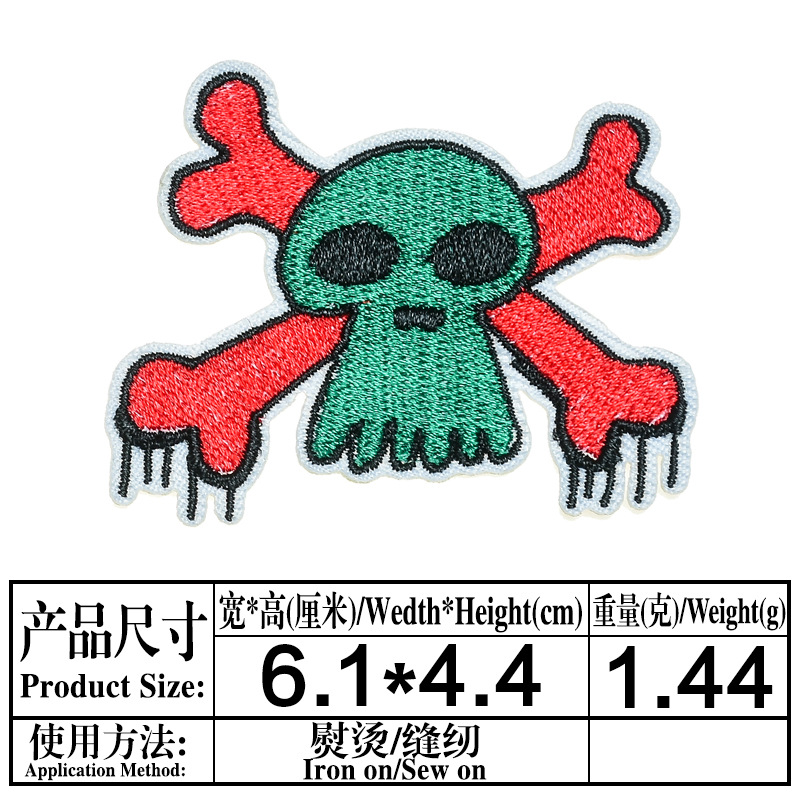 产品尺寸
Product Size:
宽*高(厘米)/Wedth*Height(cm)
重量(克)/Weight(g)
6.1*4.4
1.44
使用方法:
Application Method:
熨烫/缝纫
Iron on/Sew on